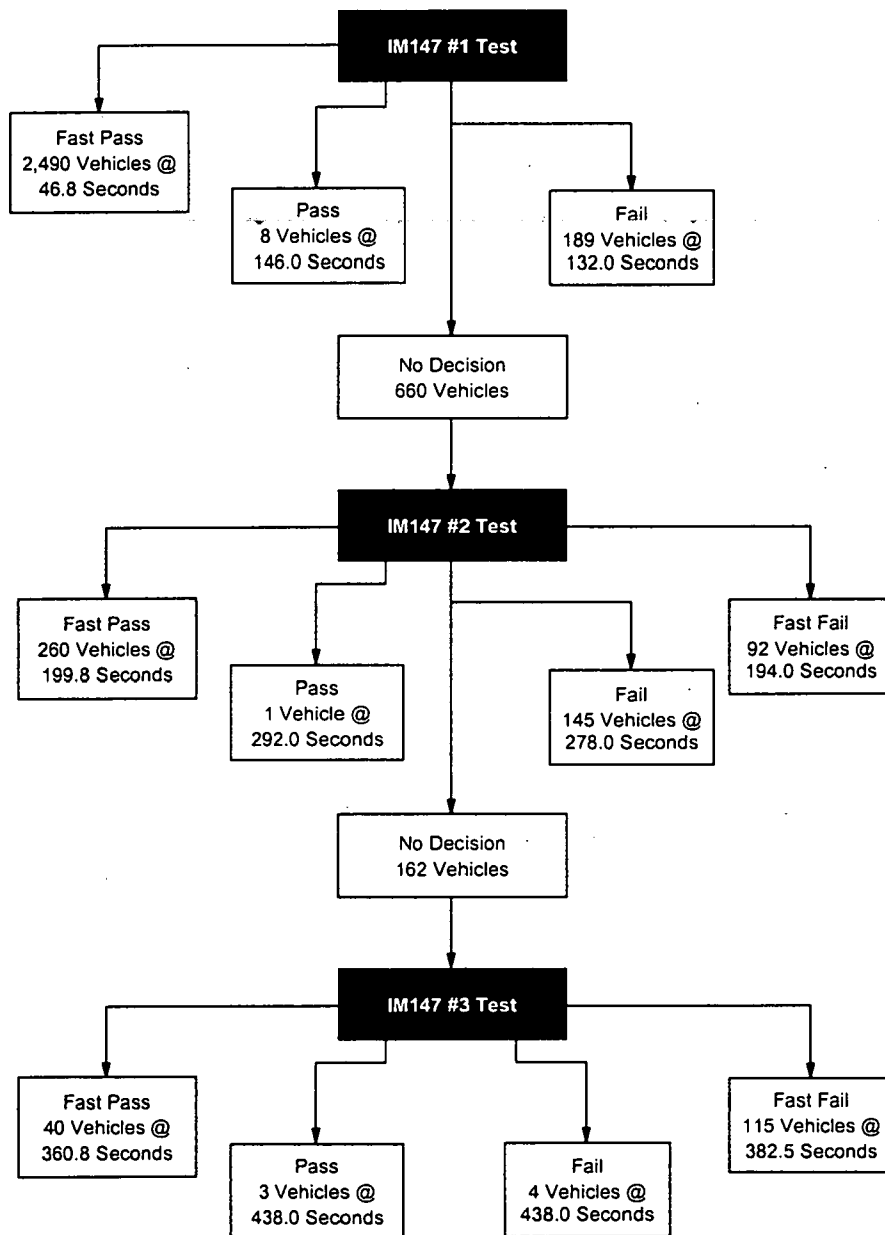 IM147 #1 Test
Fast Pass
2,490 Vehicles @
46.8 Seconds
Pass
8 Vehicles @
146.0 Seconds
Fail
189 Vehicles @
132.0 Seconds
No Decision
660 Vehicles
IM147 #2 Test
Fast Pass
260 Vehicles @
199.8 Seconds
Pass
1 Vehicle @
292.0 Seconds
Fail
145 Vehicles @
278.0 Seconds
Fast Fail
92 Vehicles @
194.0 Seconds
No Decision
162 Vehicles
IM147 #3 Test
Fast Pass
40 Vehicles @
360.8 Seconds
Pass
3 Vehicles @
438.0 Seconds
Fail
4 Vehicles @
438.0 Seconds
Fast Fail
115 Vehicles @
382.5 Seconds